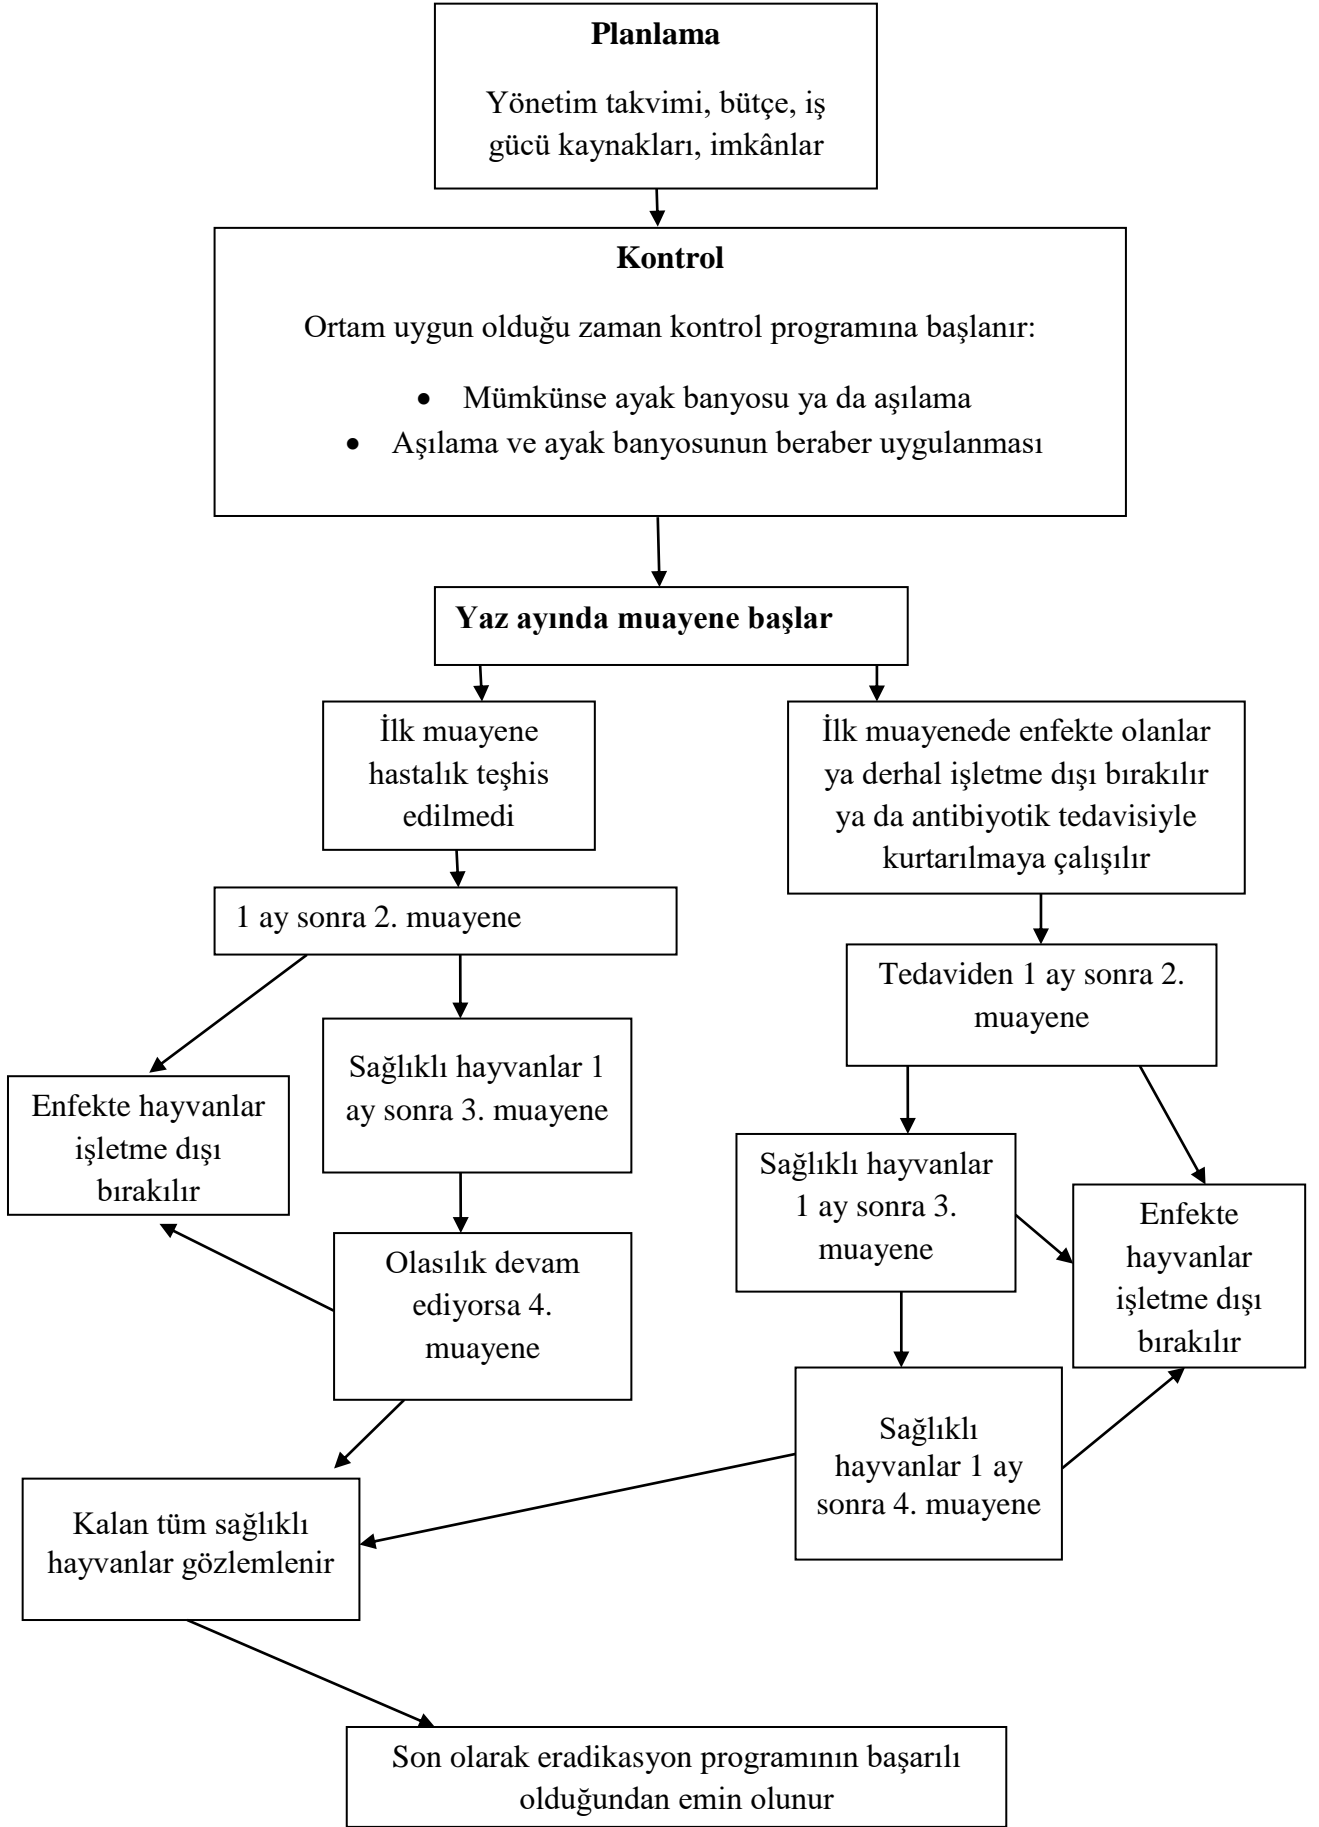 Planlama
Yönetim takvimi, bütçe, iş
gücü kaynakları, imkânlar
Kontrol
Ortam uygun olduğu zaman kontrol programına başlanır:
• Mümkünse ayak banyosu ya da aşılama
• Aşılama ve ayak banyosunun beraber uygulanması
Yaz ayında muayene başlar
İlk muayene
hastalık teşhis
edilmedi
İlk muayenede enfekte olanlar
ya derhal işletme dışı bırakılır
ya da antibiyotik tedavisiyle
kurtarılmaya çalışılır
1 ay sonra 2. muayene
Tedaviden 1 ay sonra 2.
muayene
Sağlıklı hayvanlar 1
ay sonra 3. muayene
Enfekte hayvanlar
işletme dışı
bırakılır
Sağlıklı hayvanlar
1 ay sonra 3.
muayene
Enfekte
hayvanlar
işletme dışı
bırakılır
Olasılık devam
ediyorsa 4.
muayene
Sağlıklı
hayvanlar 1 ay
sonra 4. muayene
Kalan tüm sağlıklı
hayvanlar gözlemlenir
Son olarak eradikasyon programının başarılı
olduğundan emin olunur